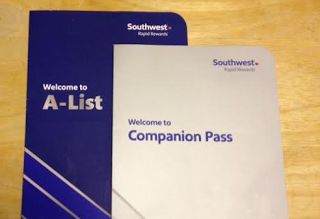 Southwest
Rapid Rewards
Welcome to
A-List
Southwest
Rapid Rewards
Welcome to
Companion Pass